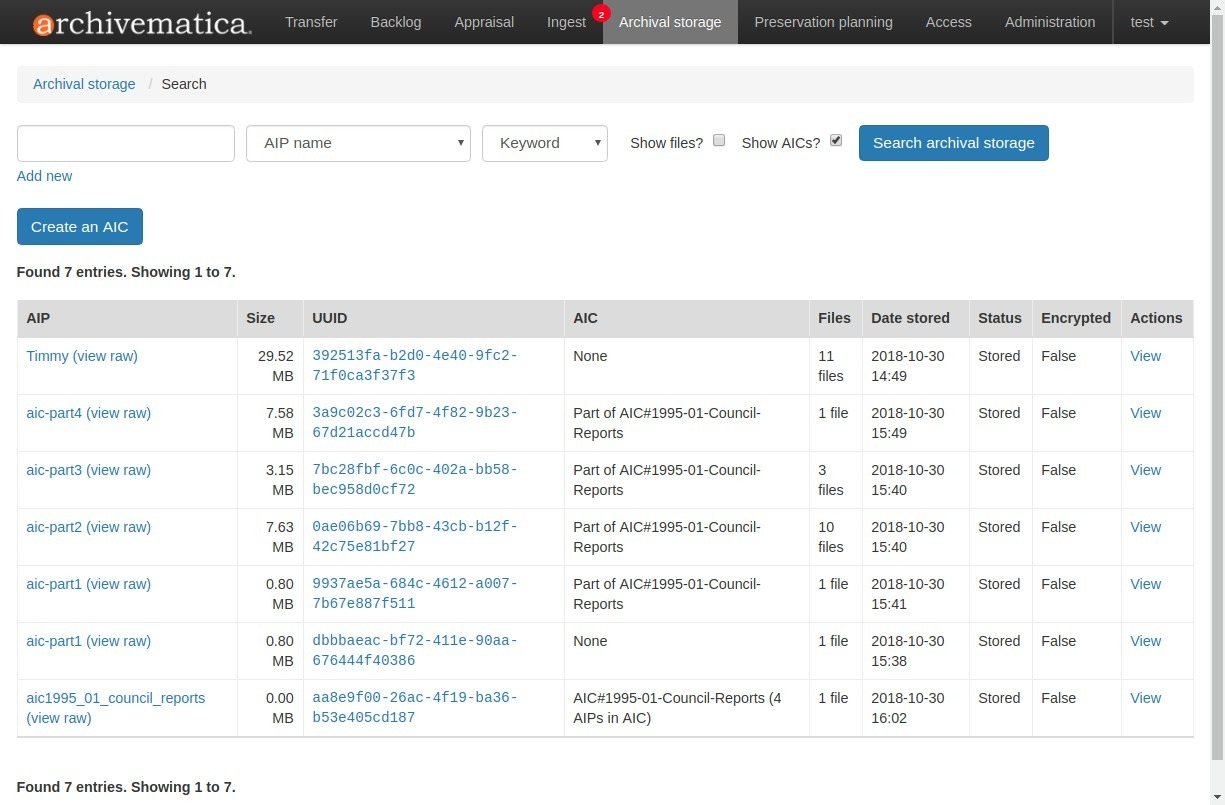 archivematica. Transfer Backlog Appraisal Ingest 2 Archival storage Preservation planning Access Administration test
Archival storage / Search
AIP name Keyword Show files? Show AICs? Search archival storage
Add new
Create an AIC
Found 7 entries. Showing 1 to 7.
AIP Size UUID AIC Files Date stored Status Encrypted Actions
Timmy (view raw) 29.52 392513fa-b2d0-4e40-9fc2- None 11 2018-10-30 Stored False View
MB 71f0ca3f37f3 files 14:49
aic-part4 (view raw) 7.58 3a9c02c3-6fd7-4f82-9b23- Part of AIC#1995-01-Council- 1 file 2018-10-30 Stored False View
MB 67d21accd47b Reports 15:49
aic-part3 (view raw) 3.15 7bc28fbf-6c0c-402a-bb58- Part of AIC#1995-01-Council- 3 2018-10-30 Stored False View
MB bec958d0cf72 Reports files 15:40
aic-part2 (view raw) 7.63 0ae06b69-7bb8-43cb-b12f- Part of AIC#1995-01-Council- 10 2018-10-30 Stored False View
MB 42c75e81bf27 Reports files 15:40
aic-part1 (view raw) 0.80 9937ae5a-684c-4612-a007- Part of AIC#1995-01-Council- 1 file 2018-10-30 Stored False View
MB 7b67e887f511 Reports 15:41
aic-part1 (view raw) 0.80 dbbbaeac-bf72-411e-90aa- None 1 file 2018-10-30 Stored False View
MB 676444f40386 15:38
aic1995_01_council_reports 0.00 aa8e9f00-26ac-4f19-ba36- AIC#1995-01-Council-Reports (4 1 file 2018-10-30 Stored False View
(view raw) MB b53e405cd187 AIPs in AIC) 16:02
Found 7 entries. Showing 1 to 7.